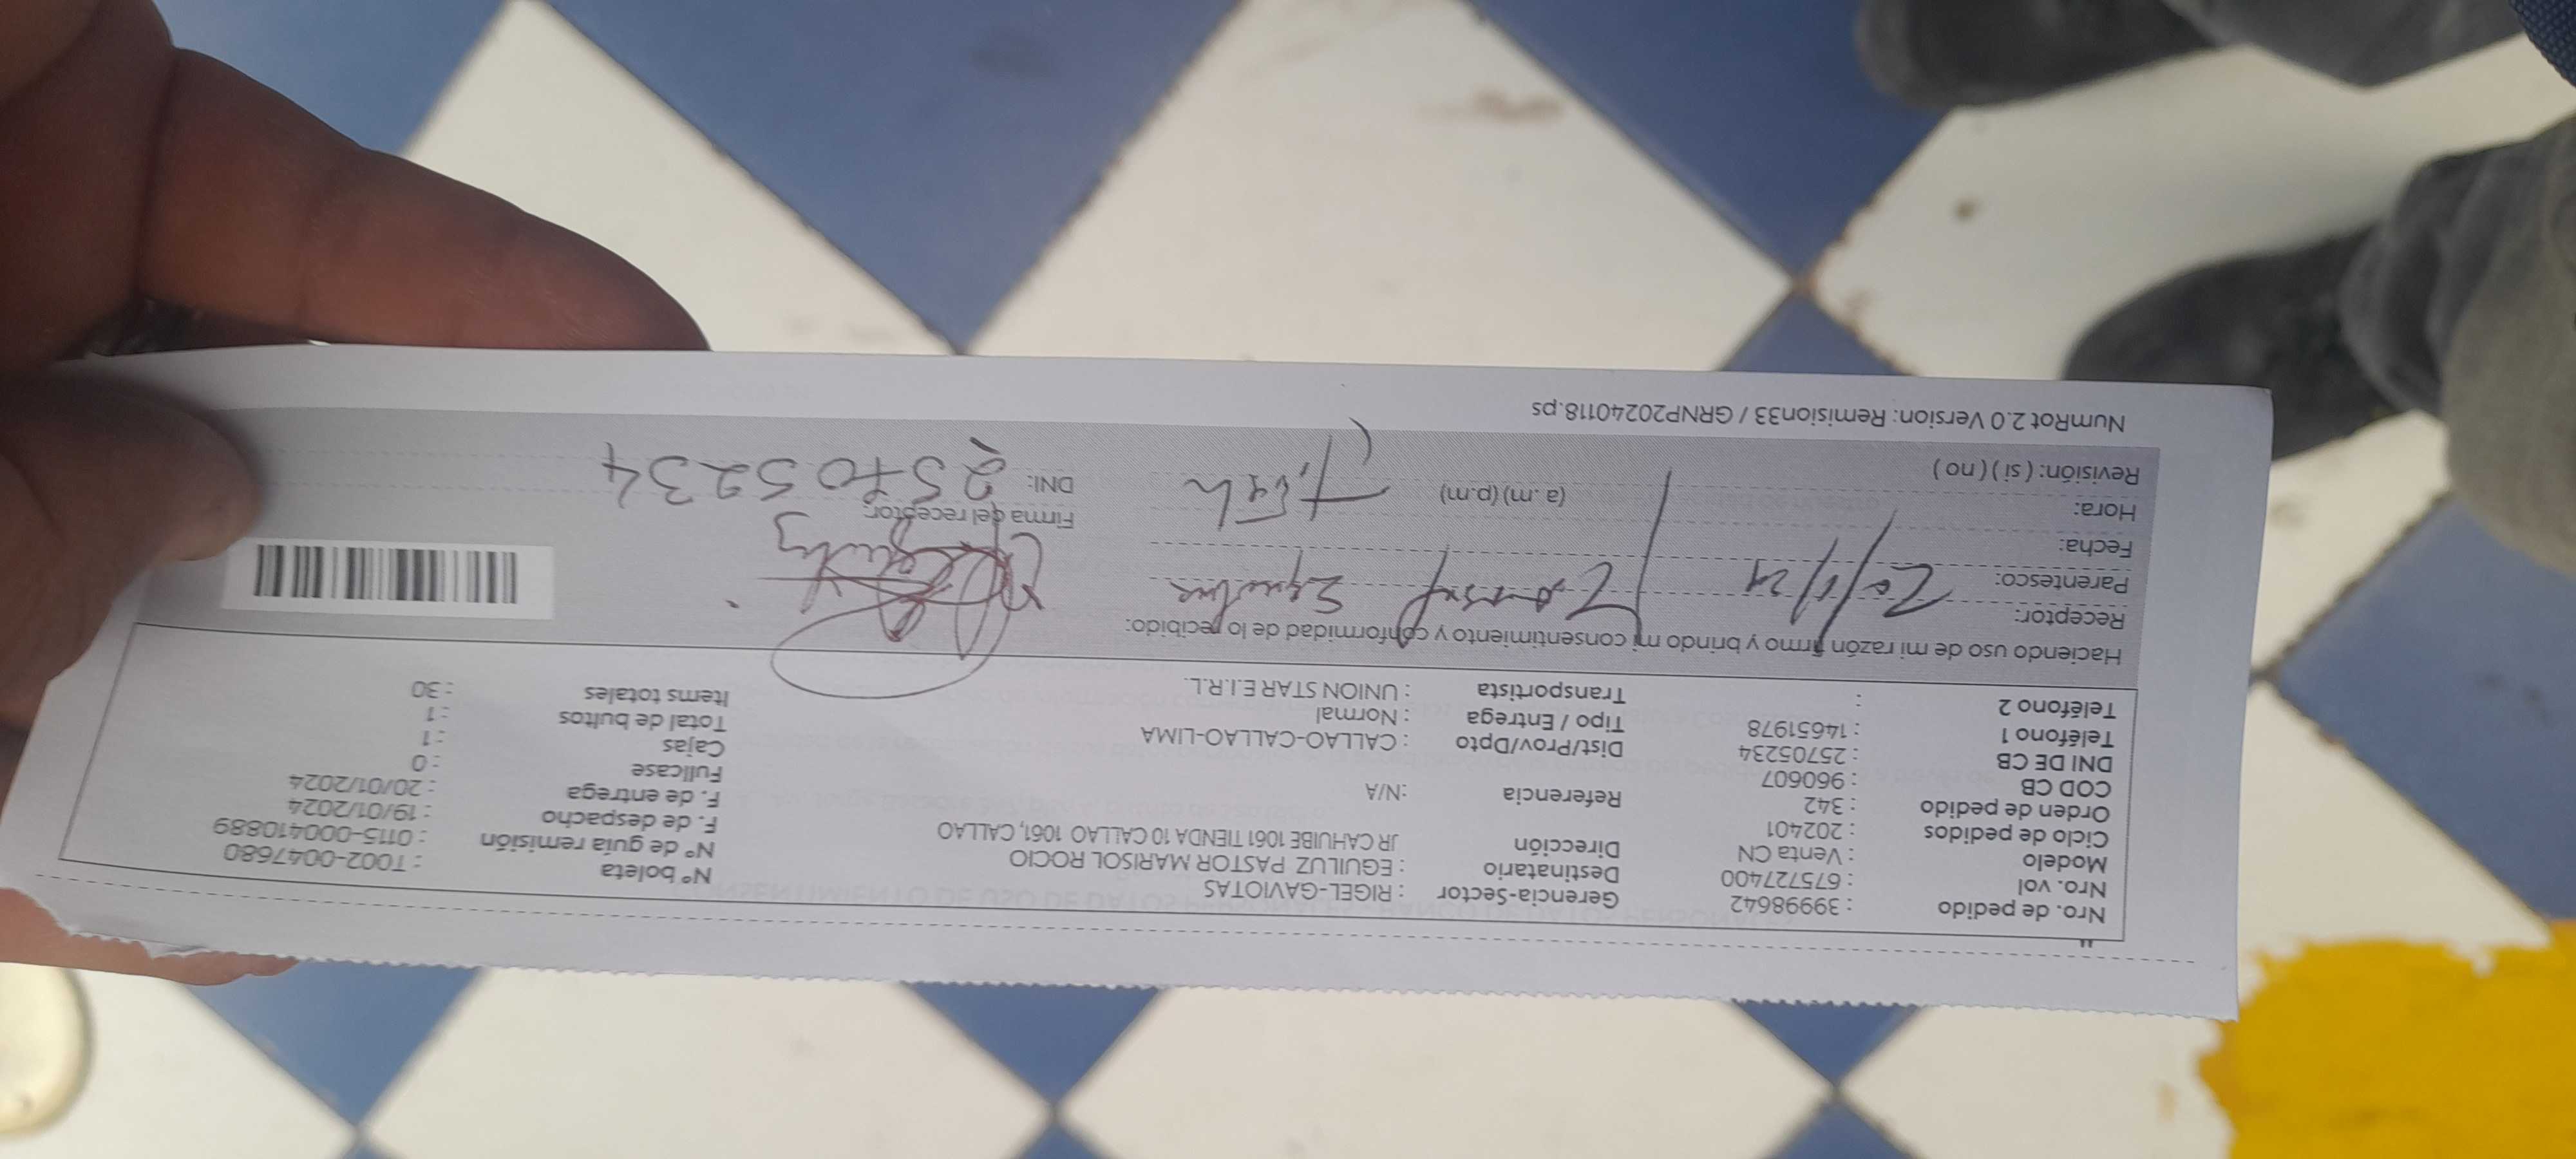 Nro. de pedido : 39998642 Gerencia-Sector : RIGEL-GAVIOTAS Nº boleta : T002-0047680
Nro. vol : 675727400 Destinatario : EGUILUZ PASTOR MARISOL ROCIO Nº de guía remisión : 0115-000410889
Modelo : Venta CN Dirección JR CAHUIBE 1061 TIENDA 10 CALLAO 1061, CALLAO F. de despacho : 19/01/2024
Ciclo de pedidos : 202401 F. de entrega : 20/01/2024
Orden de pedido : 342 Referencia :N/A Fullcase : 0
COD CB : 960607 Cajas : 1
DNI DE CB : 25705234 Dist/Prov/Dpto : CALLAO-CALLAO-LIMA Total de bultos : 1
Teléfono 1 : 14651978 Tipo / Entrega : Normal Items totales : 30
Teléfono 2 : Transportista : UNION STAR E.I.R.L.
Haciendo uso de mi razón firmo y brindo mi consentimiento y conformidad de lo recibido:
Receptor:
Parentesco:
Fecha: 20/1/24
Hora: (a.m) (p.m) Firma del receptor:
Revisión: ( si ) ( no ) DNI: 25705234
NumRot 2.0 Version: Remision33 / GRNP20240118.ps